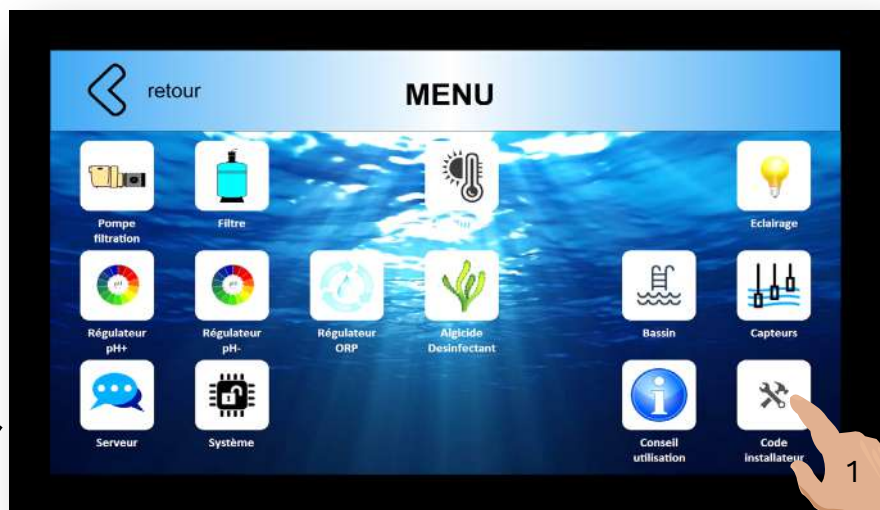 retour
MENU
Pompe
filtration
Filtre
Eclairage
Régulateur
pH+
Régulateur
pH-
Régulateur
ORP
Algicide
Desinfectant
Bassin
Capteurs
Serveur
Système
Conseil
utilisation
Code
installateur
1